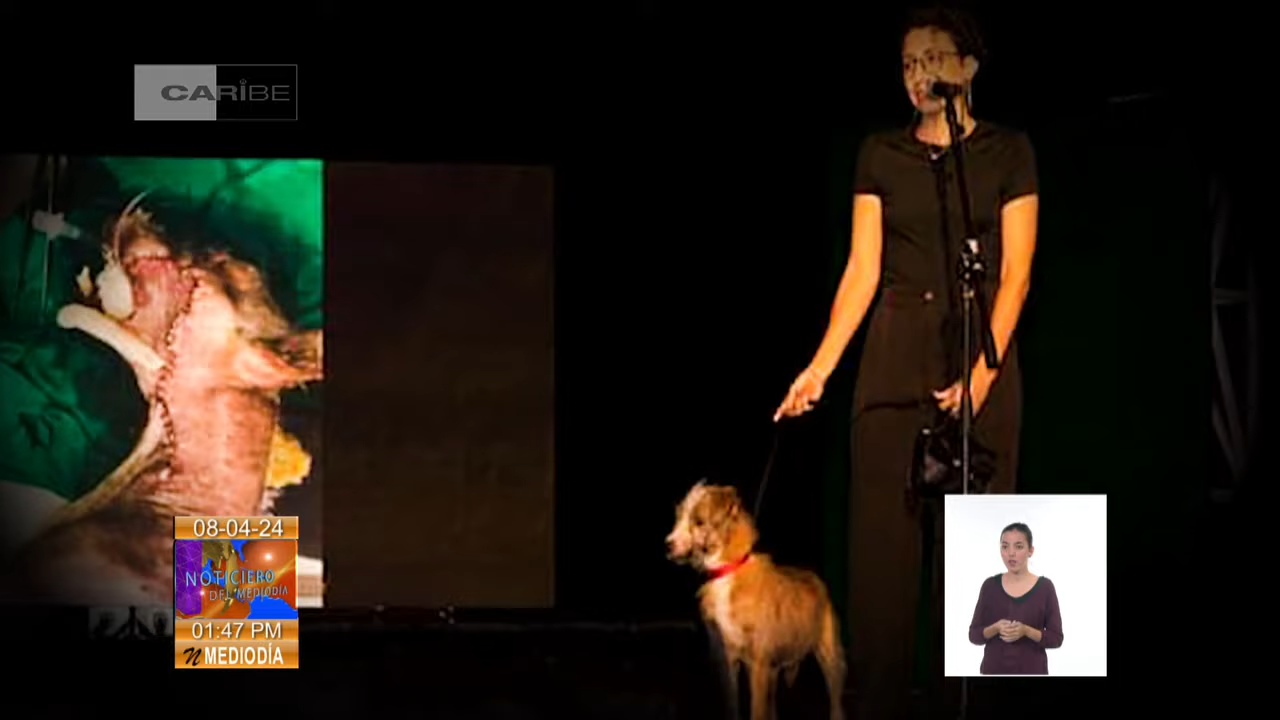 CARIBE
08-04-24
NOTICIERO
DEL MEDIODÍA
01:47 PM
MEDIODÍA